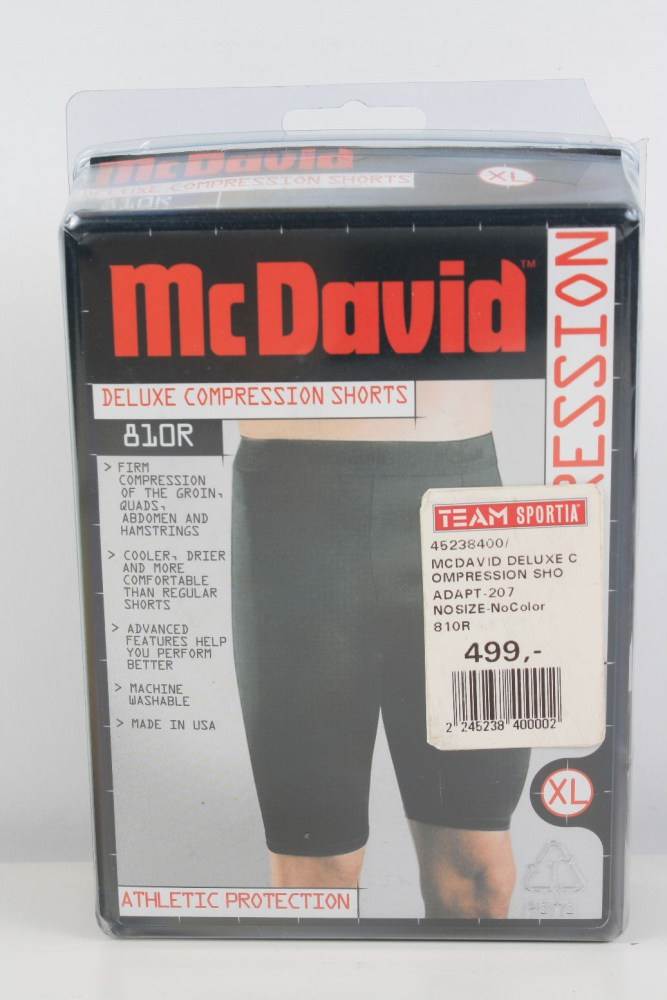 McDavid
DELUXE COMPRESSION SHORTS
810R
XL
McDavid™
DELUXE COMPRESSION SHORTS
810R
> FIRM
COMPRESSION
OF THE GROIN,
QUADS,
ABDOMEN AND
HAMSTRINGS
> COOLER, DRIER
AND MORE
COMFORTABLE
THAN REGULAR
SHORTS
> ADVANCED
FEATURES HELP
YOU PERFORM
BETTER
> MACHINE
WASHABLE
> MADE IN USA
ATHLETIC PROTECTION
RESSION
TEAM SPORTIA
45238400/
MCDAVID DELUXE C
OMPRESSION SHO
ADAPT-207
NOSIZE-NoColor
810R
499,-
2 245238 400002
XL